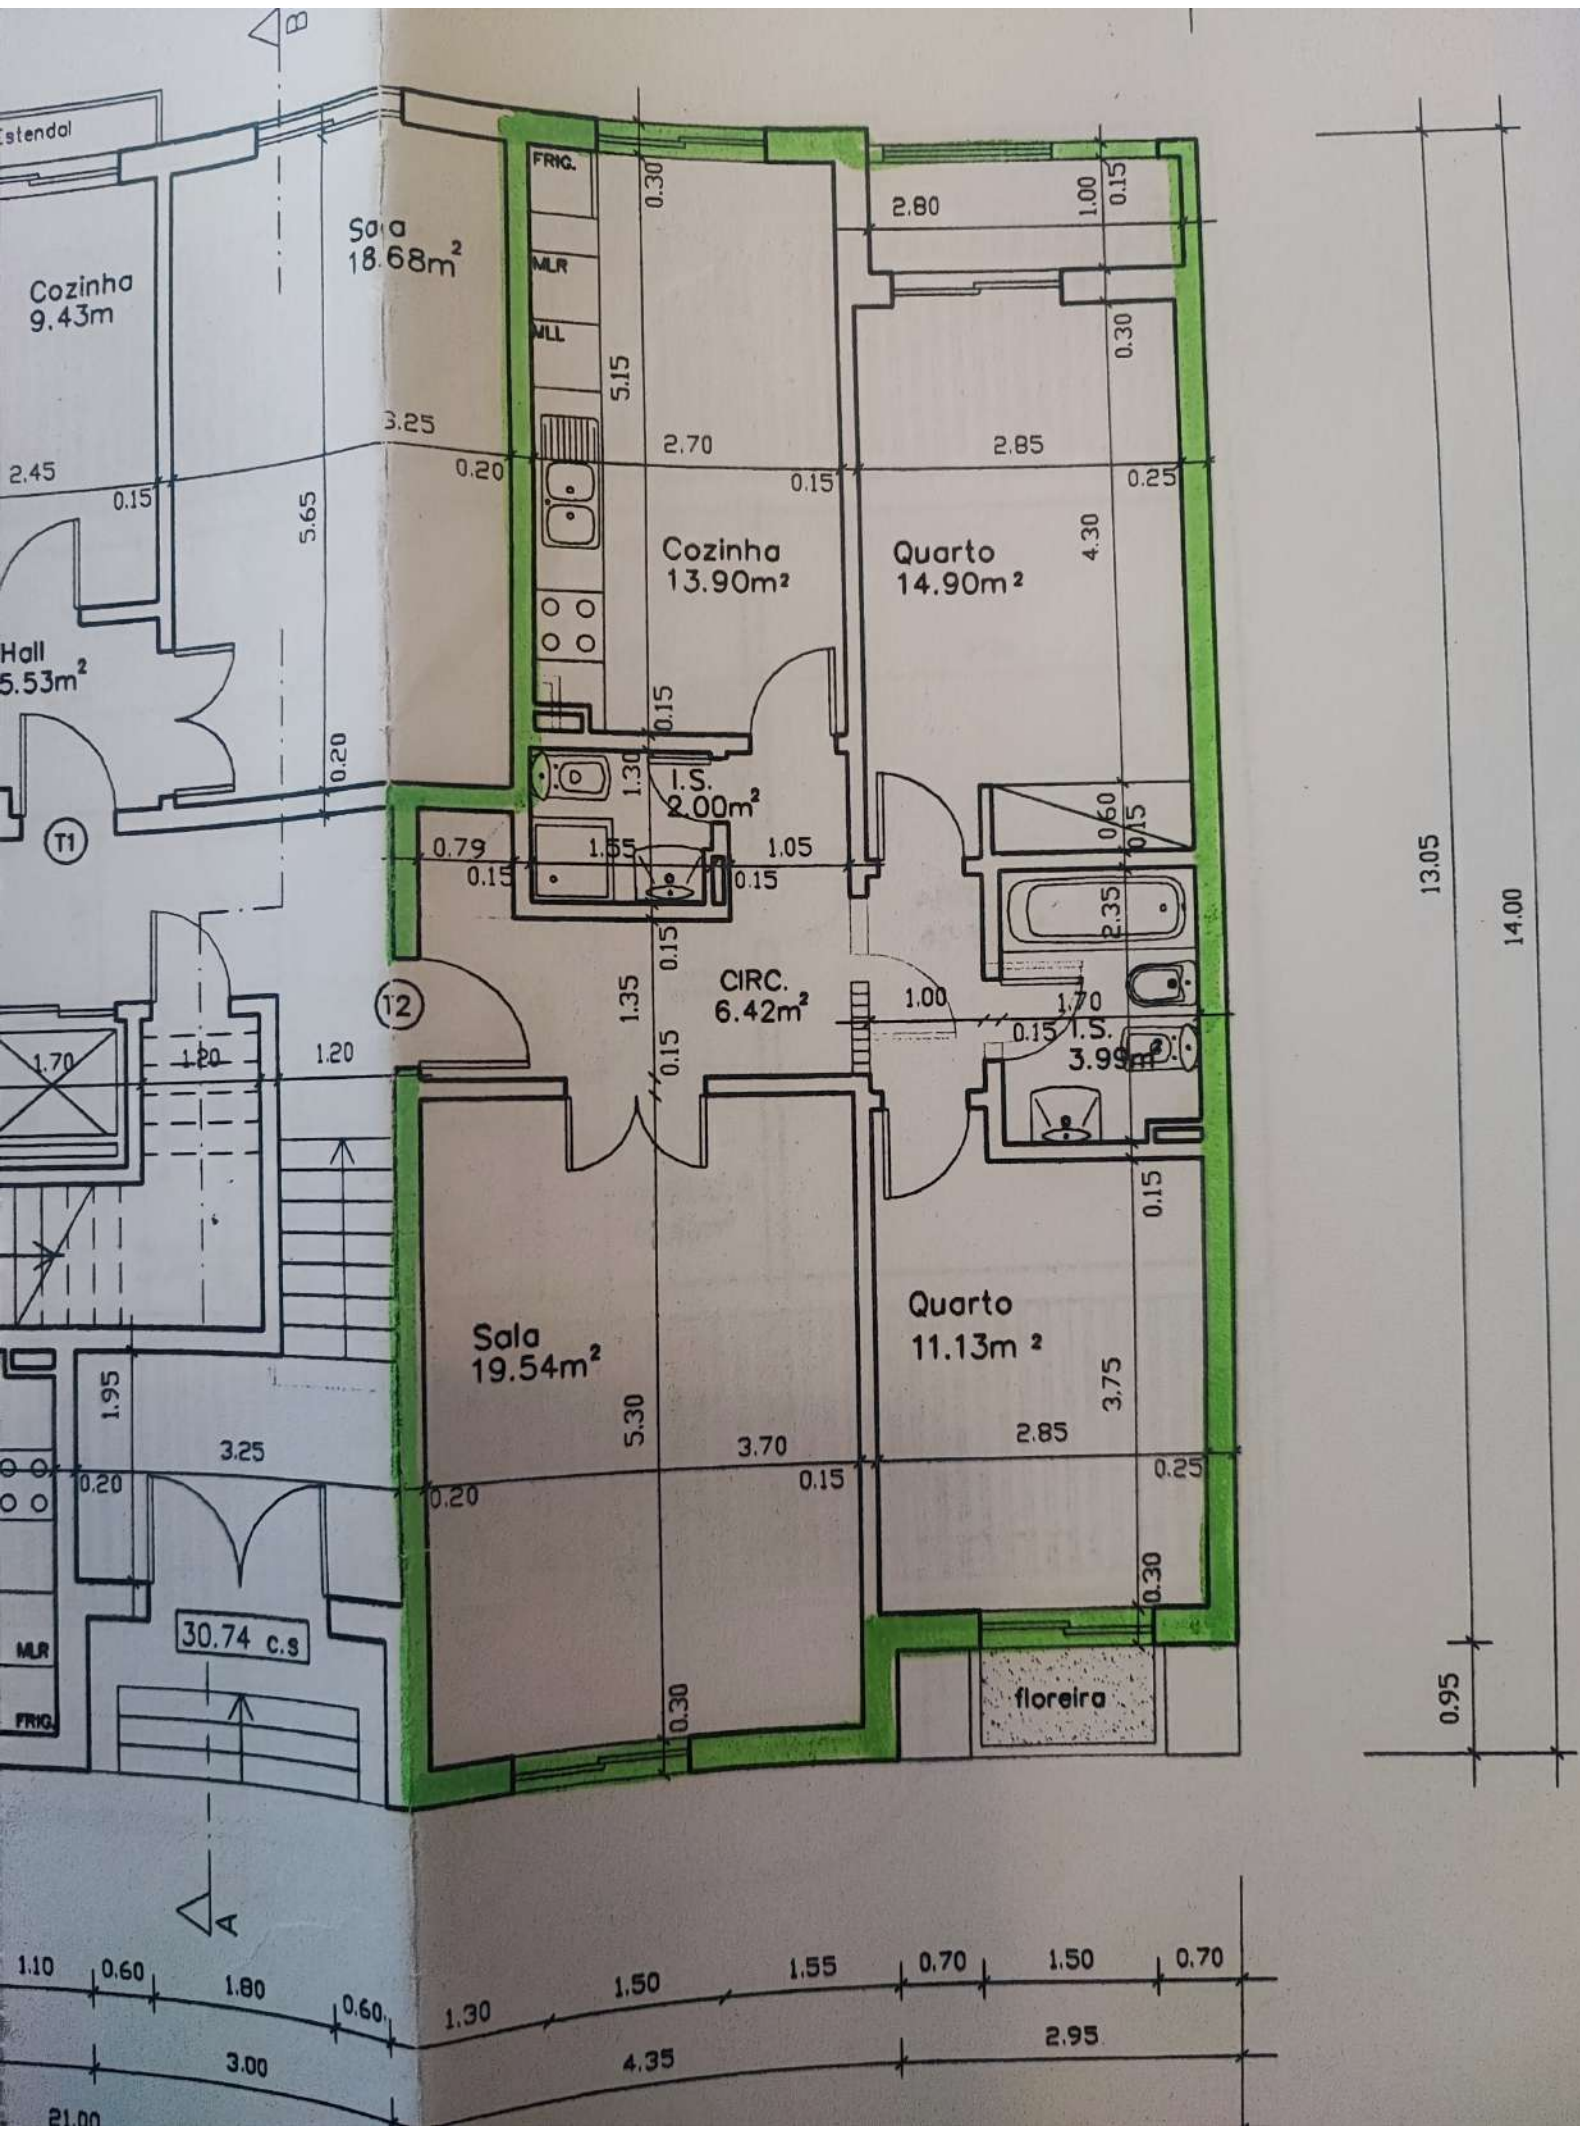 B
Estendal
FRIG.
0.30
2.80
1.00
0.15
Sala
18.68m²
MLR
Cozinha
9.43m
MLL
0.30
5.15
3.25
2.70
2.85
2.45
0.20
0.15
0.25
0.15
5.65
4.30
Cozinha
13.90m²
Quarto
14.90m²
Hall
5.53m²
0.15
0.20
1.30
I.S.
2.00m²
0.60
0.15
T1
0.79
1.55
1.05
0.15
0.15
13.05
2.35
14.00
0.15
CIRC.
6.42m²
T2
1.35
1.00
1.70
0.15
I.S.
3.99m²
0.15
1.70
1.20
1.20
0.15
Quarto
11.13m²
Sala
19.54m²
1.95
3.75
5.30
3.25
3.70
2.85
0.20
0.20
0.15
0.25
0.30
30.74 c.s
MLR
floreira
0.95
0.30
FRIG.
A
1.10
0.60
1.80
0.60
1.30
1.50
1.55
0.70
1.50
0.70
3.00
4.35
2.95
21.00